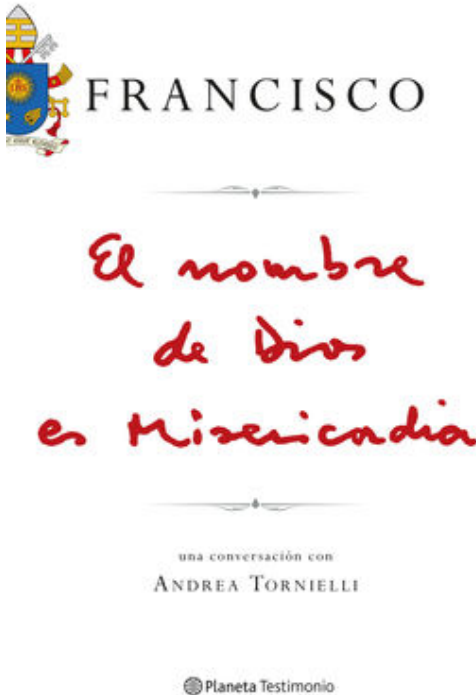 FRANCISCO
El nombre
de Dios
es Misericordia
una conversación con
ANDREA TORNIELLI
Planeta Testimonio